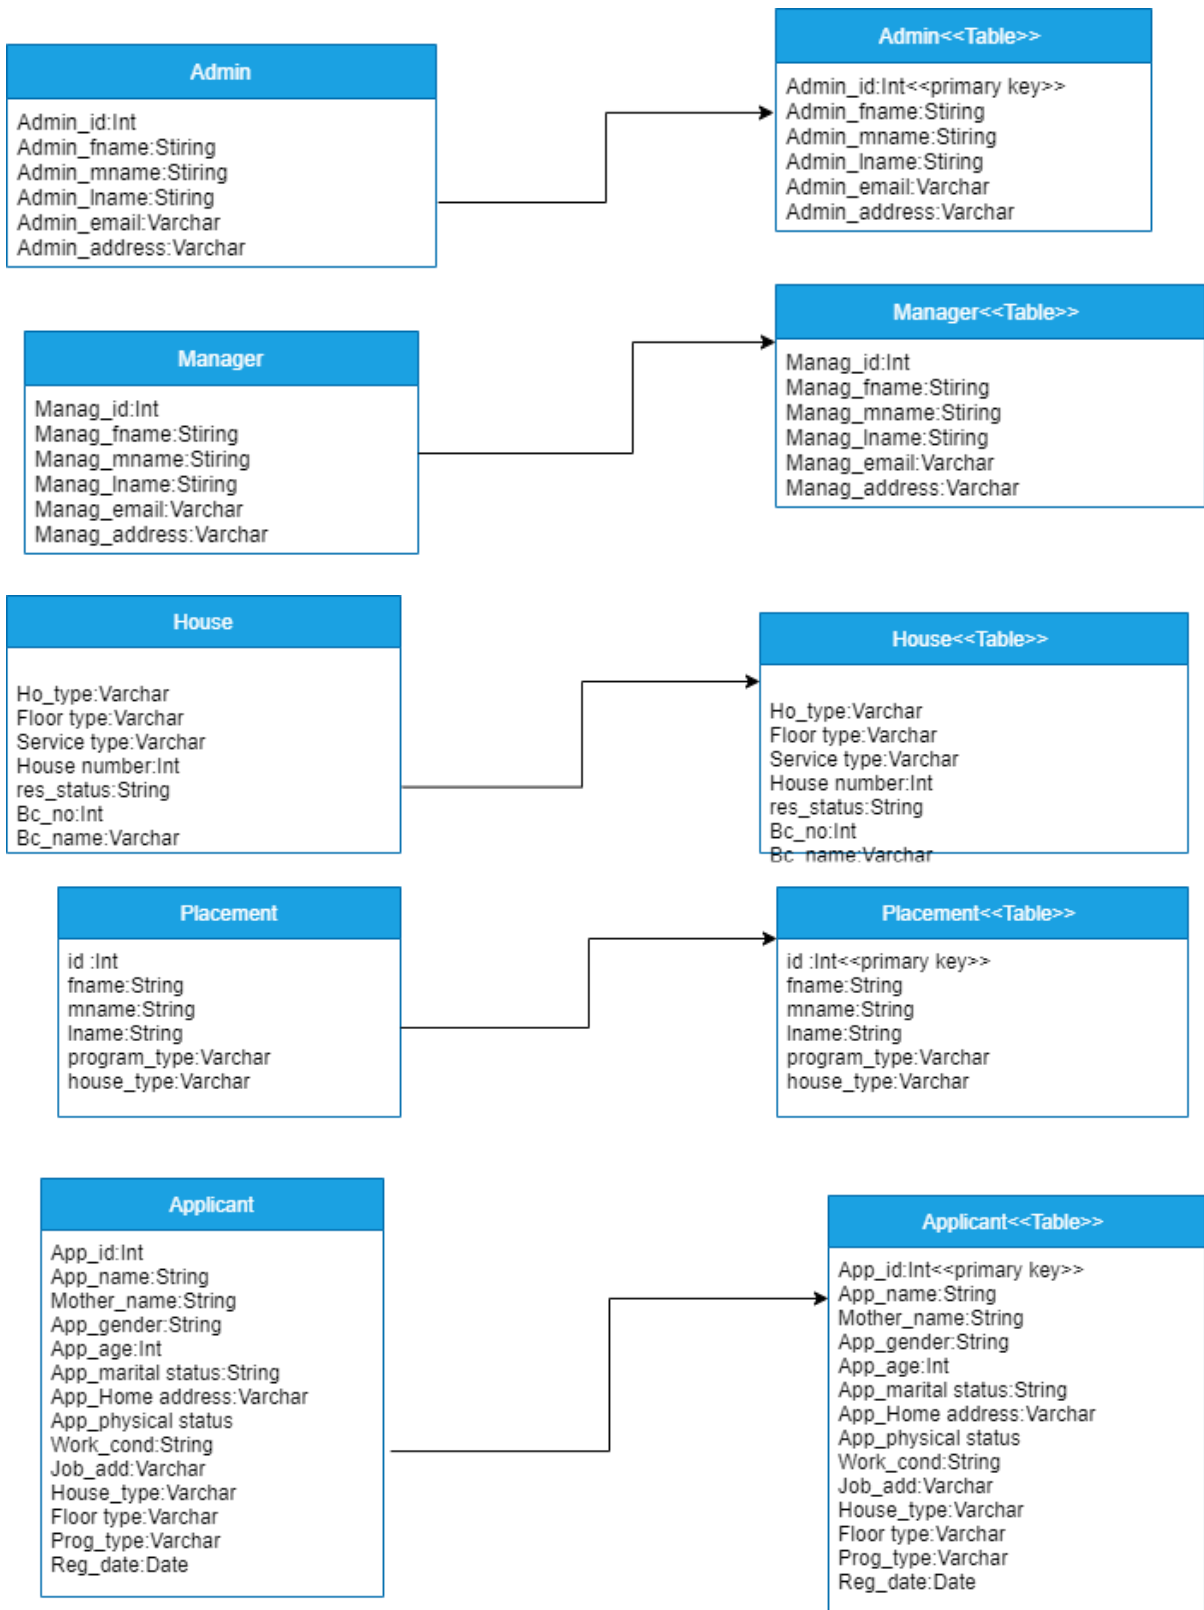 Admin
Admin_id:Int
Admin_fname:Stiring
Admin_mname:Stiring
Admin_lname:Stiring
Admin_email:Varchar
Admin_address:Varchar
Admin<<Table>>
Admin_id:Int<<primary key>>
Admin_fname:Stiring
Admin_mname:Stiring
Admin_lname:Stiring
Admin_email:Varchar
Admin_address:Varchar
Manager
Manag_id:Int
Manag_fname:Stiring
Manag_mname:Stiring
Manag_lname:Stiring
Manag_email:Varchar
Manag_address:Varchar
Manager<<Table>>
Manag_id:Int
Manag_fname:Stiring
Manag_mname:Stiring
Manag_lname:Stiring
Manag_email:Varchar
Manag_address:Varchar
House
Ho_type:Varchar
Floor type:Varchar
Service type:Varchar
House number:Int
res_status:String
Bc_no:Int
Bc_name:Varchar
House<<Table>>
Ho_type:Varchar
Floor type:Varchar
Service type:Varchar
House number:Int
res_status:String
Bc_no:Int
Bc_name:Varchar
Placement
id :Int
fname:String
mname:String
lname:String
program_type:Varchar
house_type:Varchar
Placement<<Table>>
id :Int<<primary key>>
fname:String
mname:String
lname:String
program_type:Varchar
house_type:Varchar
Applicant
App_id:Int
App_name:String
Mother_name:String
App_gender:String
App_age:Int
App_marital status:String
App_Home address:Varchar
App_physical status
Work_cond:String
Job_add:Varchar
House_type:Varchar
Floor type:Varchar
Prog_type:Varchar
Reg_date:Date
Applicant<<Table>>
App_id:Int<<primary key>>
App_name:String
Mother_name:String
App_gender:String
App_age:Int
App_marital status:String
App_Home address:Varchar
App_physical status
Work_cond:String
Job_add:Varchar
House_type:Varchar
Floor type:Varchar
Prog_type:Varchar
Reg_date:Date